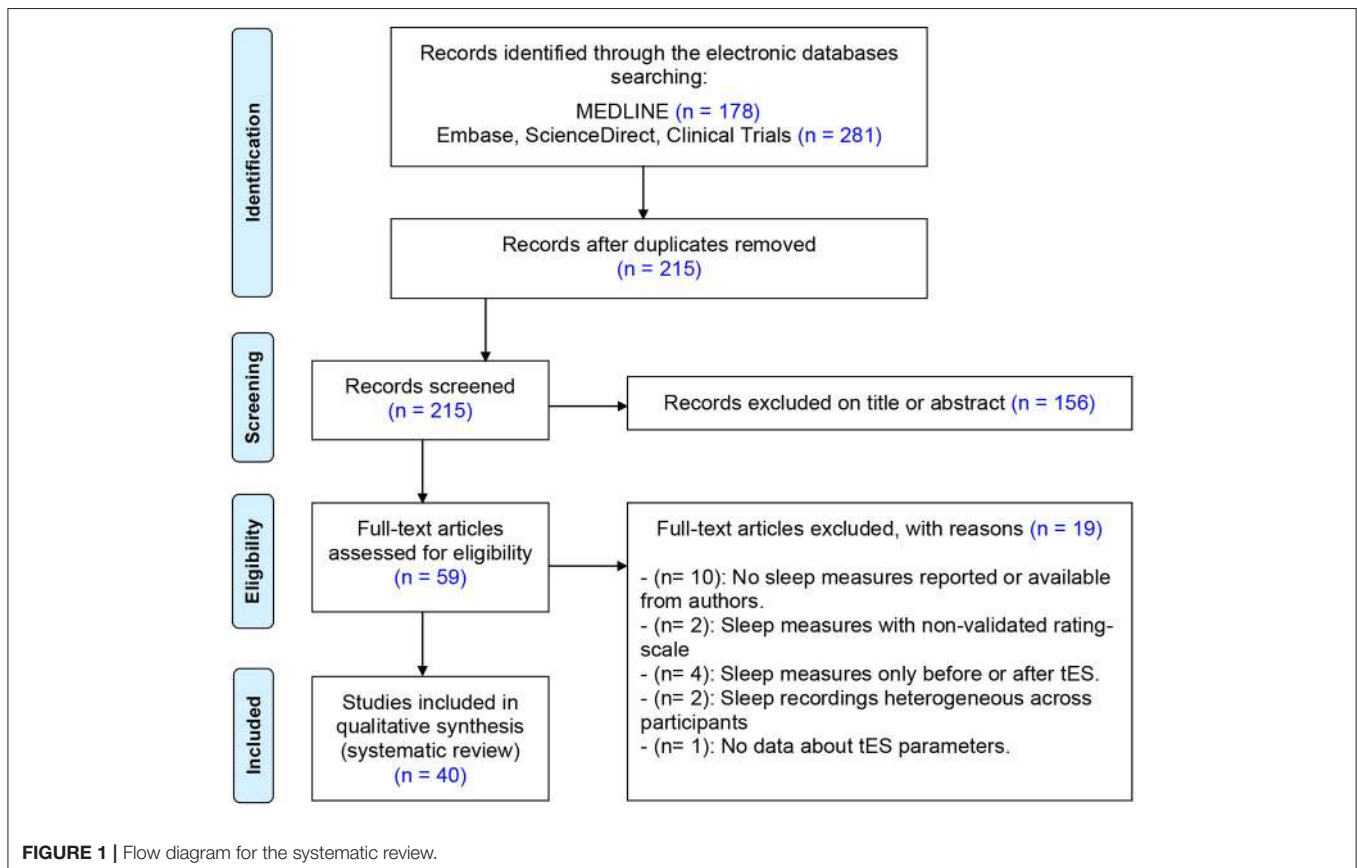 Identification
Records identified through the electronic databases
searching:
MEDLINE (n = 178)
Embase, ScienceDirect, Clinical Trials (n = 281)
Records after duplicates removed
(n = 215)
Screening
Records screened
(n = 215)
Records excluded on title or abstract (n = 156)
Eligibility
Full-text articles
assessed for eligibility
(n = 59)
Full-text articles excluded, with reasons (n = 19)
- (n= 10): No sleep measures reported or available
from authors.
- (n= 2): Sleep measures with non-validated rating-
scale
- (n= 4): Sleep measures only before or after tES.
- (n= 2): Sleep recordings heterogeneous across
participants
- (n= 1): No data about tES parameters.
Included
Studies included in
qualitative synthesis
(systematic review)
(n = 40)
FIGURE 1 | Flow diagram for the systematic review.